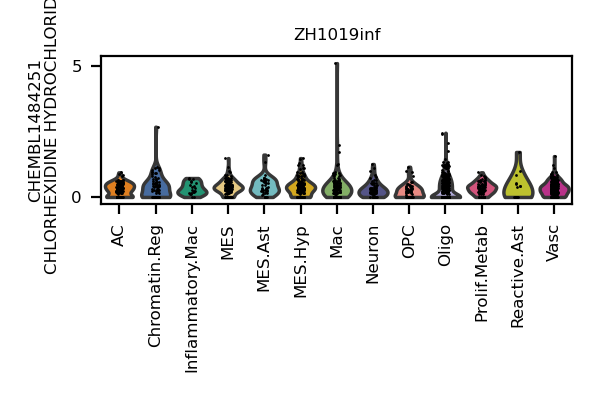 ZH1019inf
CHEMBL1484251
CHLORHEXIDINE HYDROCHLORID
5
0
AC
Chromatin.Reg
Inflammatory.Mac
MES
MES.Ast
MES.Hyp
Mac
Neuron
OPC
Oligo
Prolif.Metab
Reactive.Ast
Vasc